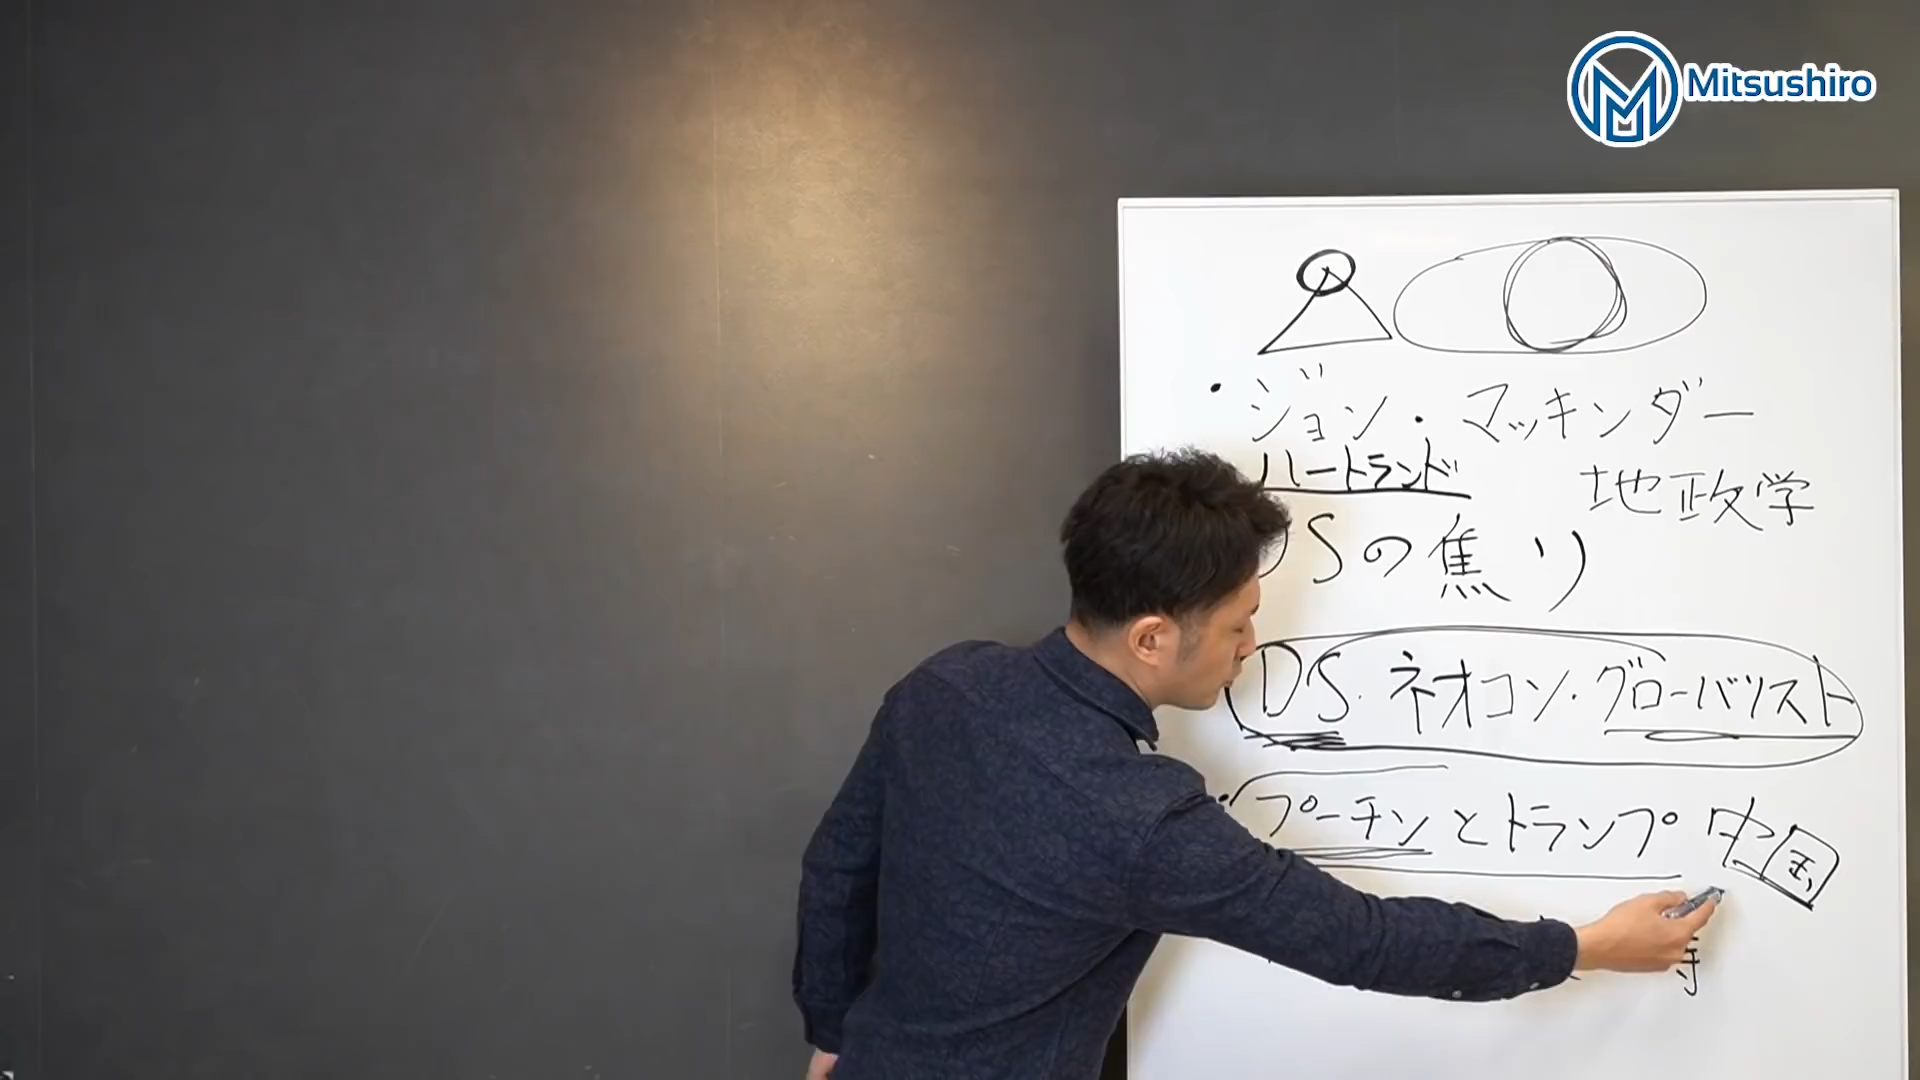 Mitsushiro
・ジョン・マッキンダー
ハートランド
地政学
DSの焦り
DS・ネオコン・グローバリスト
・プーチンとトランプ 中国